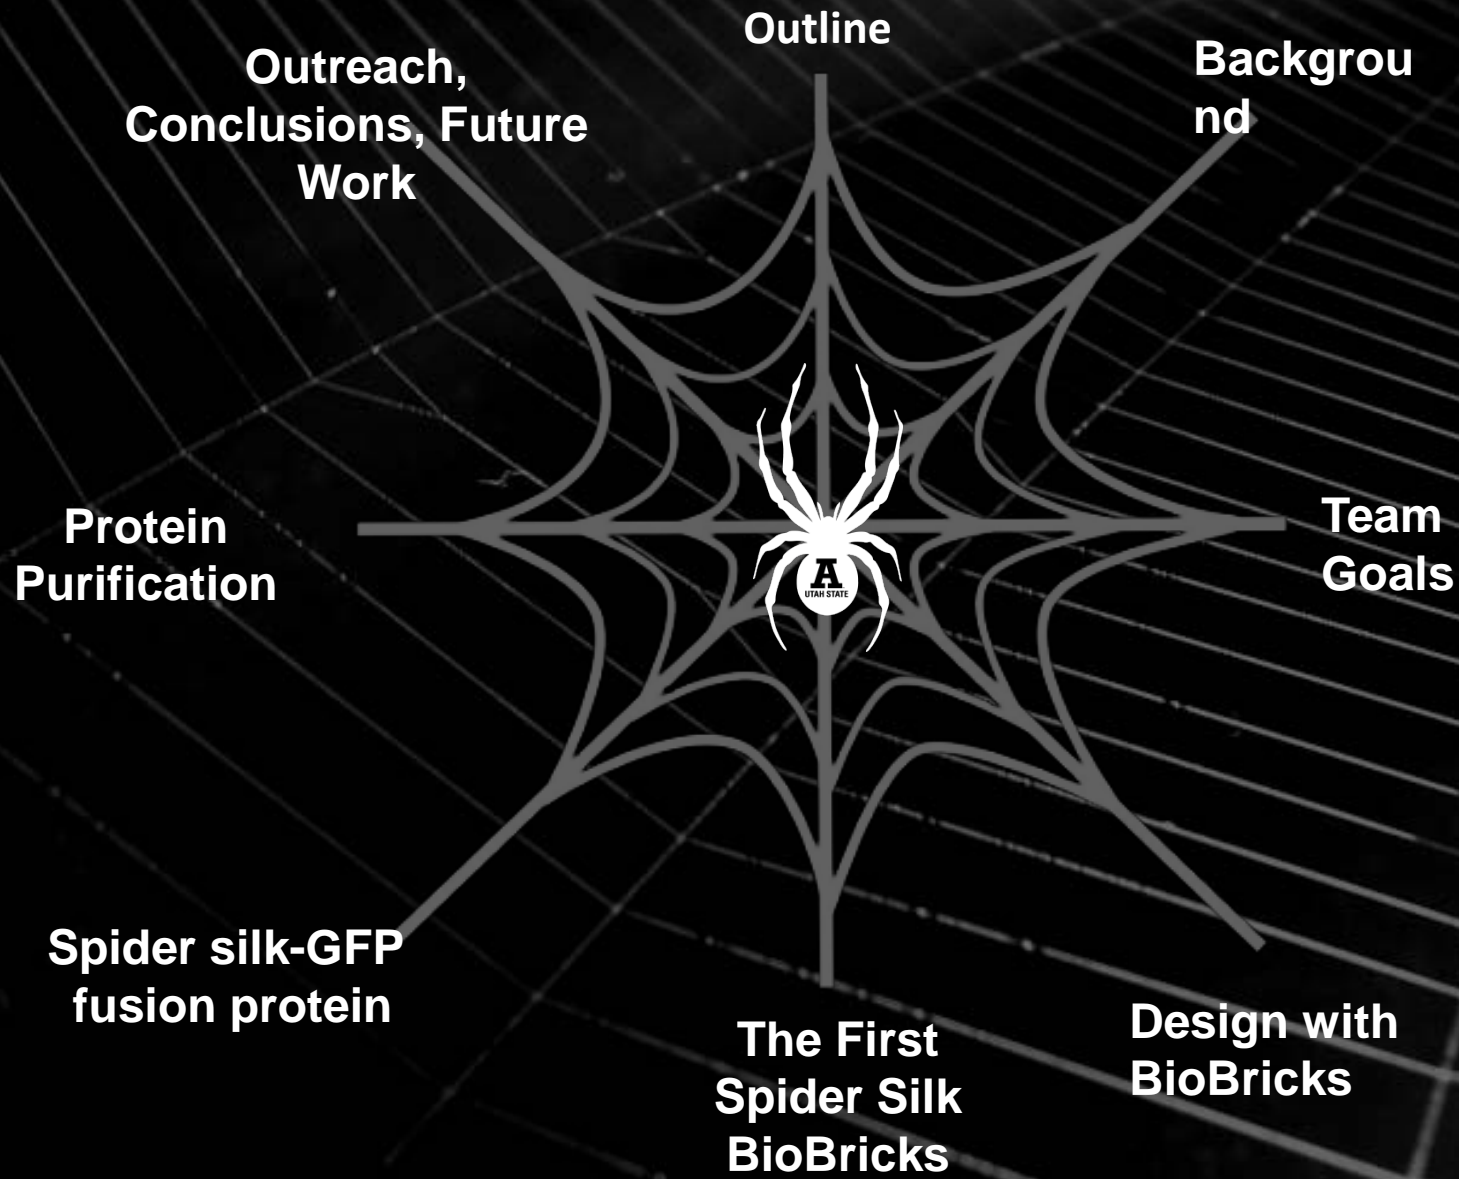 Outline
Backgrou
nd
Team
Goals
Design with
BioBricks
The First
Spider Silk
BioBricks
Spider silk-GFP
fusion protein
Protein
Purification
Outreach,
Conclusions, Future
Work
A
UTAH STATE